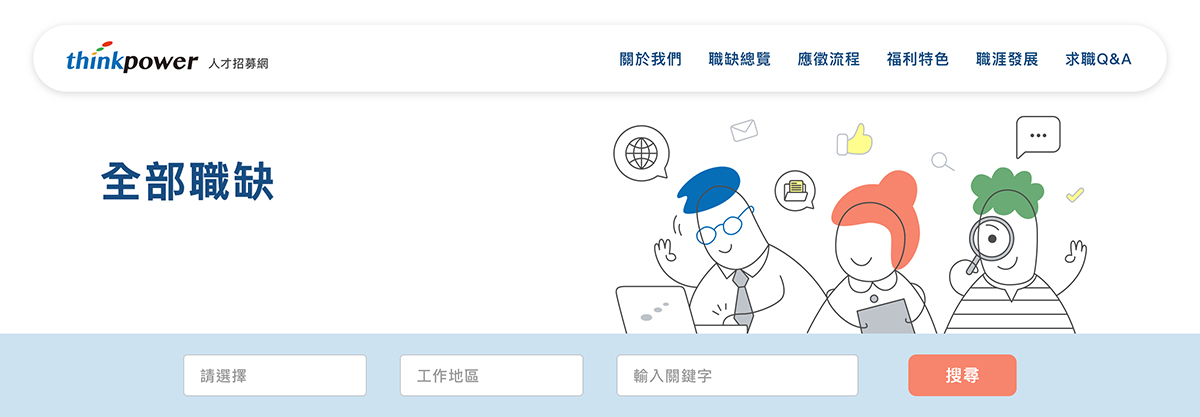 thinkpower 人才招募網
關於我們 職缺總覽 應徵流程 福利特色 職涯發展 求職Q&A
全部職缺
請選擇 工作地區 輸入關鍵字 搜尋